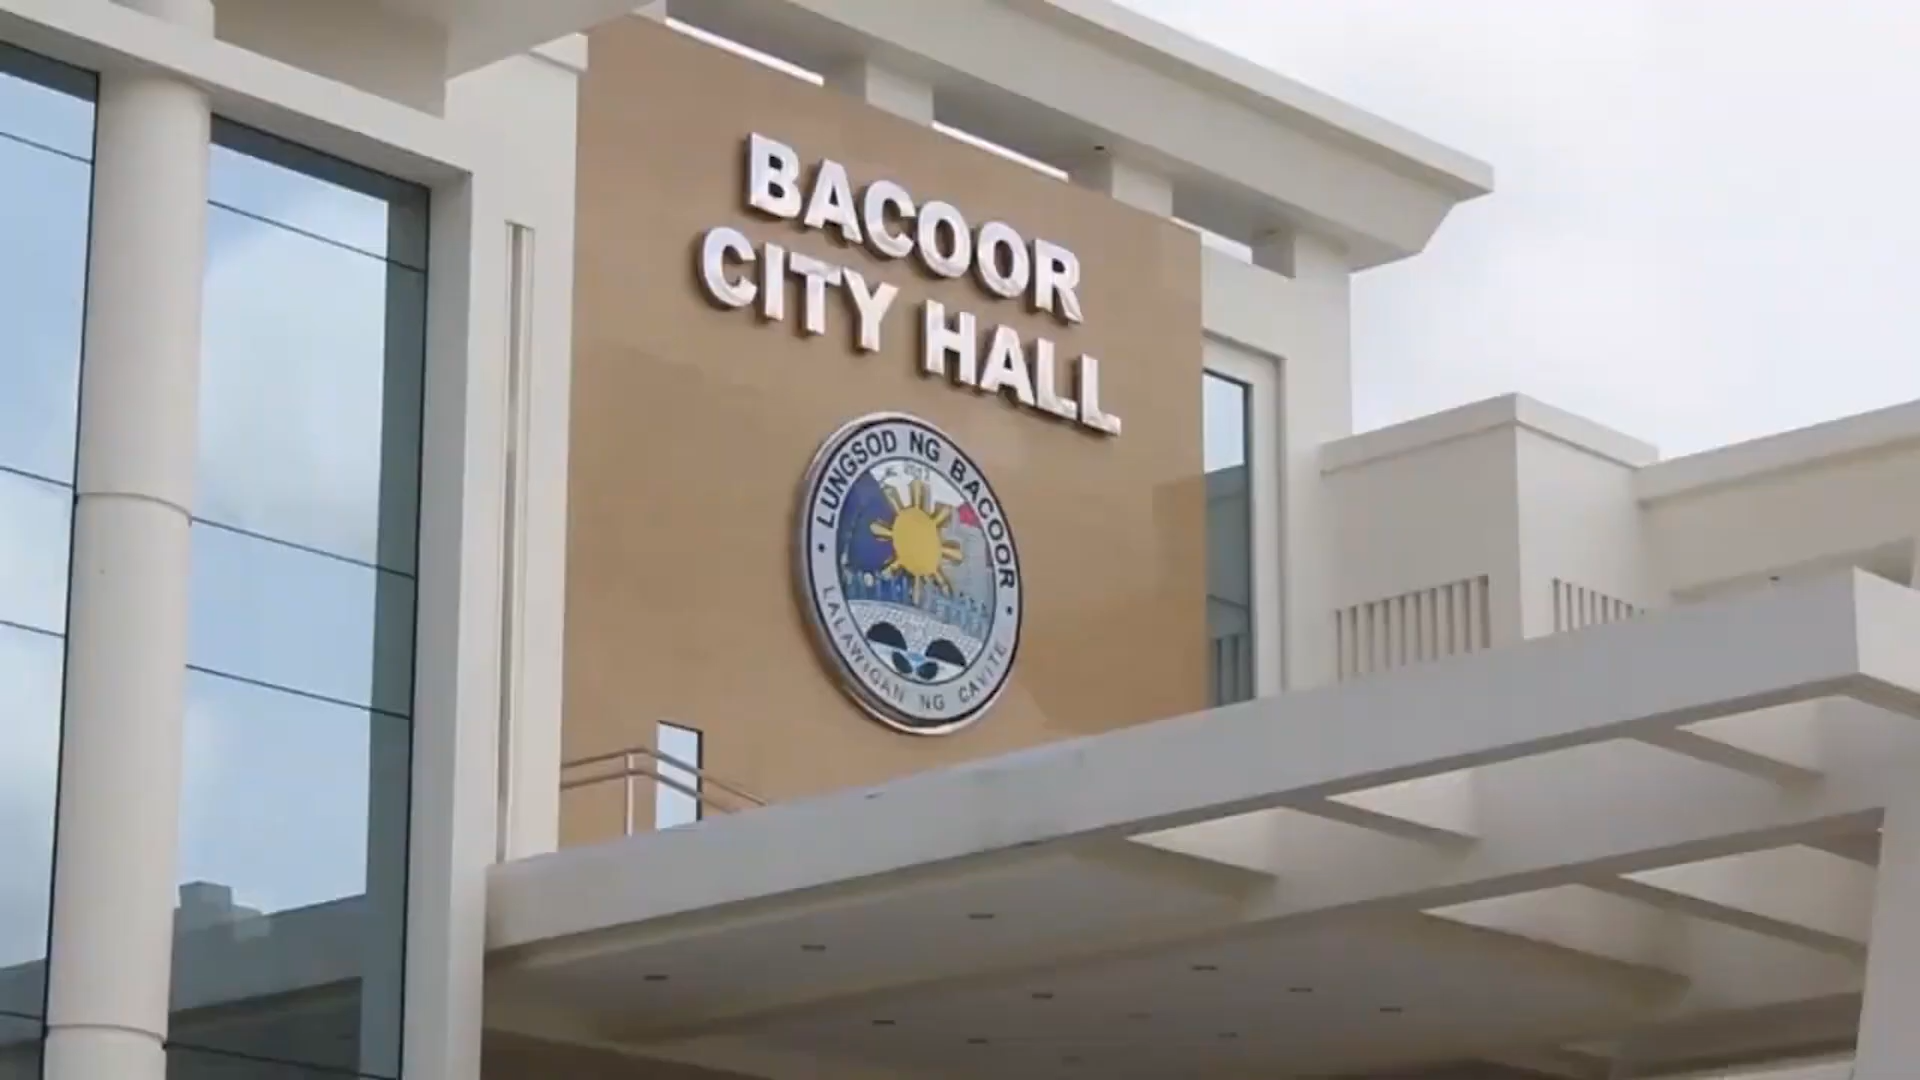 BACOOR
CITY HALL
LUNGSOD NG BACOOR
LALAWIGAN NG CAVITE